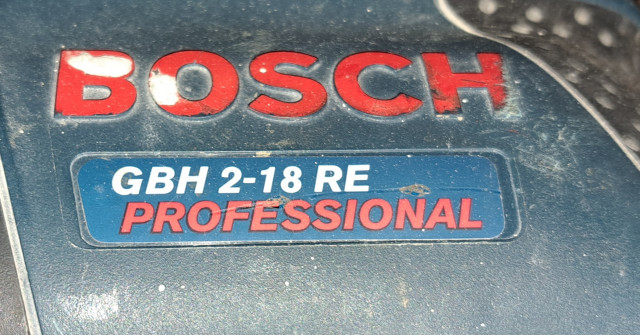 BOSCH
GBH 2-18 RE
PROFESSIONAL